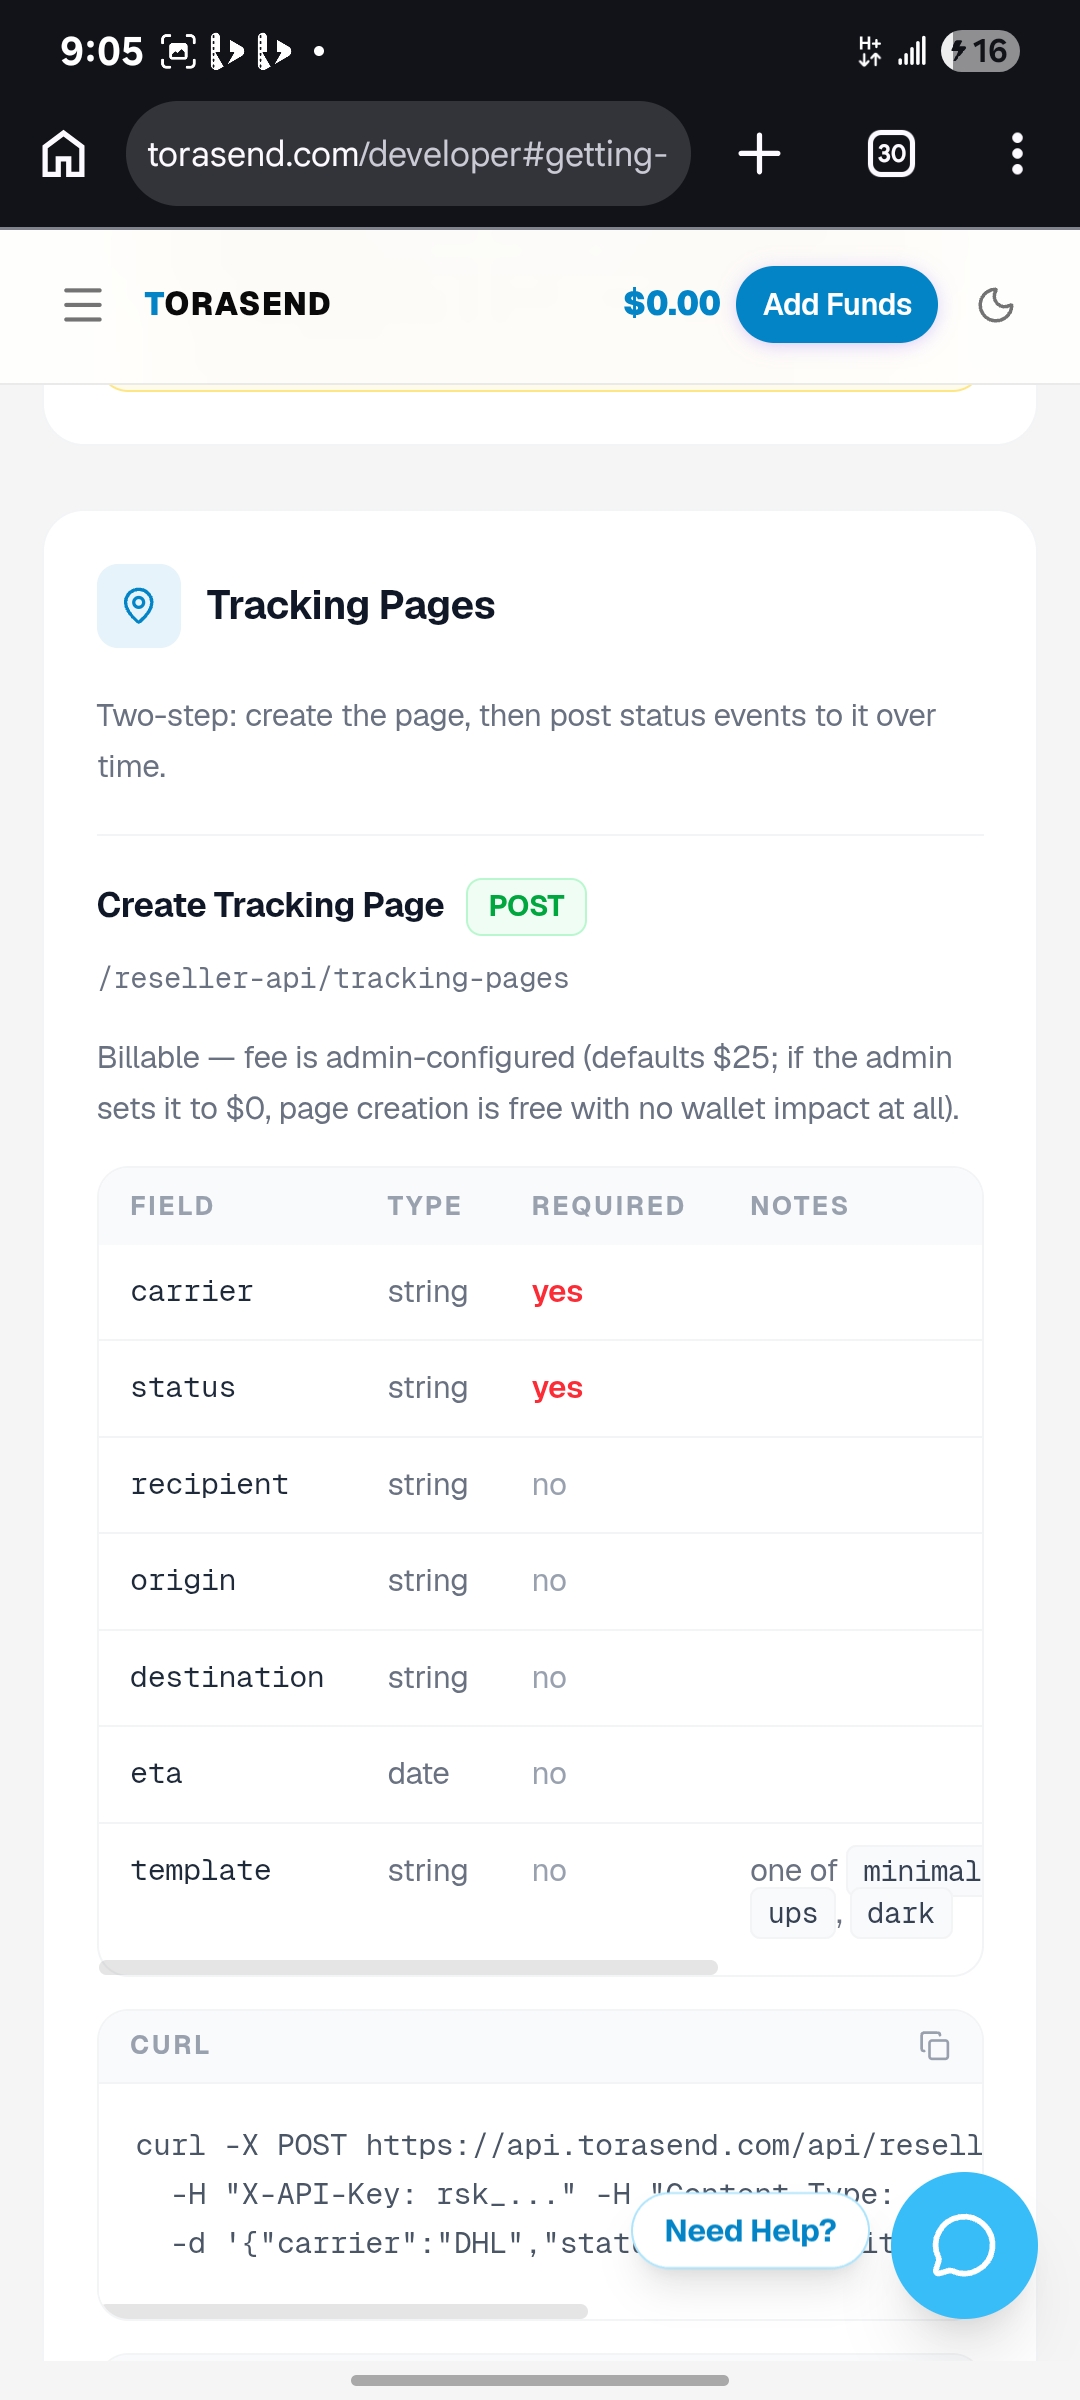 9:05
H+
16
torasend.com/developer#getting-
30
TORASEND
$0.00
Add Funds
Tracking Pages
Two-step: create the page, then post status events to it over
time.
Create Tracking Page POST
/reseller-api/tracking-pages
Billable — fee is admin-configured (defaults $25; if the admin
sets it to $0, page creation is free with no wallet impact at all).
FIELD TYPE REQUIRED NOTES
carrier string yes
status string yes
recipient string no
origin string no
destination string no
eta date no
template string no one of minimal
ups , dark
CURL
curl -X POST https://api.torasend.com/api/resell
-H "X-API-Key: rsk_..." -H "Content-Type:
-d '{"carrier":"DHL","stat
Need Help?